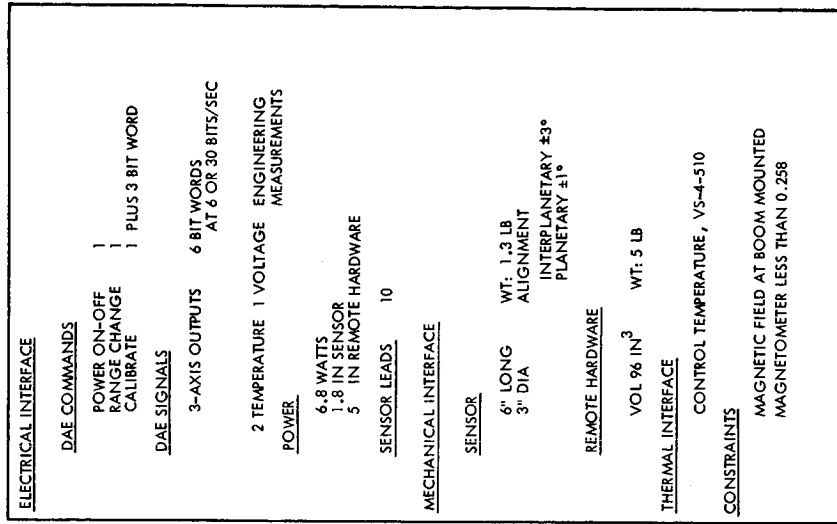 ELECTRICAL INTERFACE
DAE COMMANDS
POWER ON-OFF 1
RANGE CHANGE 1
CALIBRATE 1 PLUS 3 BIT WORD
DAE SIGNALS
3-AXIS OUTPUTS 6 BIT WORDS
AT 6 OR 30 BITS/SEC
2 TEMPERATURE 1 VOLTAGE ENGINEERING
MEASUREMENTS
POWER
6.8 WATTS
1.8 IN SENSOR
5 IN REMOTE HARDWARE
SENSOR LEADS 10
MECHANICAL INTERFACE
SENSOR
6" LONG WT: 1.3 LB
3" DIA ALIGNMENT
INTERPLANETARY ±3°
PLANETARY ±1°
REMOTE HARDWARE
VOL 96 IN³ WT: 5 LB
THERMAL INTERFACE
CONTROL TEMPERATURE, VS-4-510
CONSTRAINTS
MAGNETIC FIELD AT BOOM MOUNTED
MAGNETOMETER LESS THAN 0.258